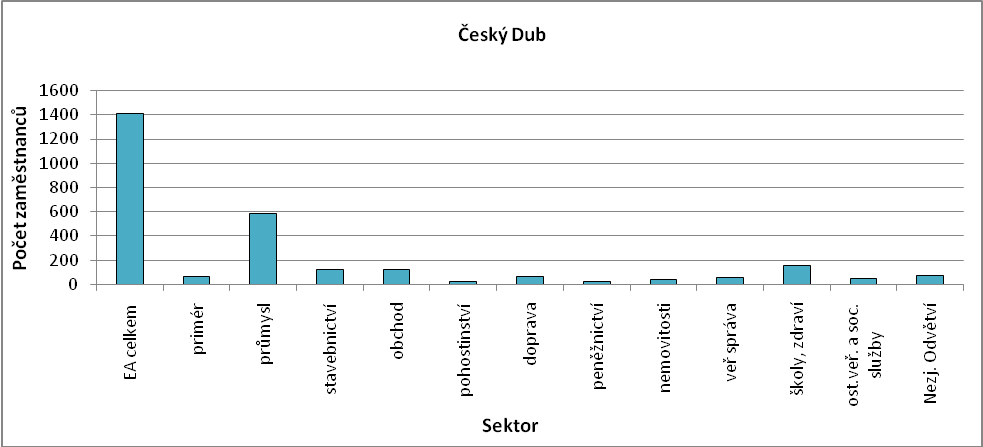 Český Dub
Počet zaměstnanců
1600
1400
1200
1000
800
600
400
200
0
EA celkem
primér
průmysl
stavebnictví
obchod
pohostinství
doprava
peněžnictví
nemovitosti
veř správa
školy, zdraví
ost.veř. a soc.
služby
Nezj. Odvětví
Sektor